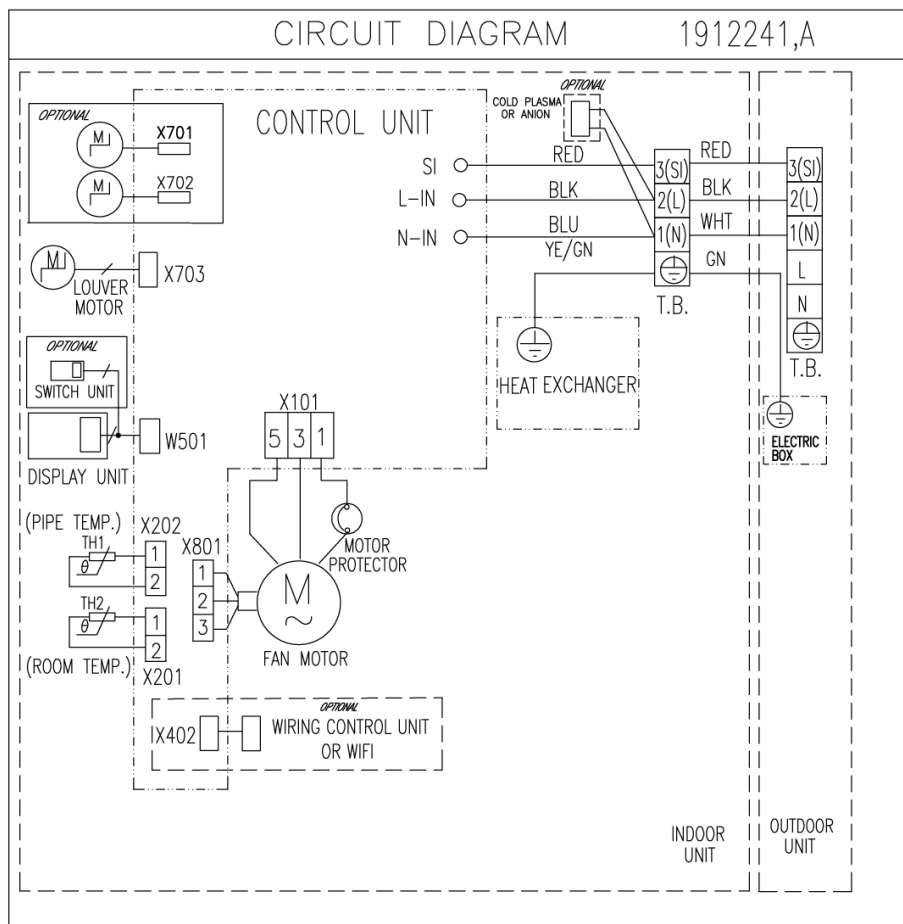 CIRCUIT DIAGRAM 1912241,A
OPTIONAL
M
X701
M
X702
CONTROL UNIT
OPTIONAL
COLD PLASMA
OR ANION
SI
RED
3(SI)
RED
3(SI)
L-IN
BLK
2(L)
BLK
2(L)
N-IN
BLU
1(N)
WHT
1(N)
YE/GN
GN
L
N
T.B.
T.B.
M
LOUVER
MOTOR
X703
OPTIONAL
SWITCH UNIT
DISPLAY UNIT
W501
HEAT EXCHANGER
ELECTRIC
BOX
X101
5 3 1
MOTOR
PROTECTOR
(PIPE TEMP.)
TH1
θ
X202
1
2
TH2
θ
1
2
(ROOM TEMP.)
X201
X801
1
2
3
M
~
FAN MOTOR
X402
OPTIONAL
WIRING CONTROL UNIT
OR WIFI
INDOOR
UNIT
OUTDOOR
UNIT